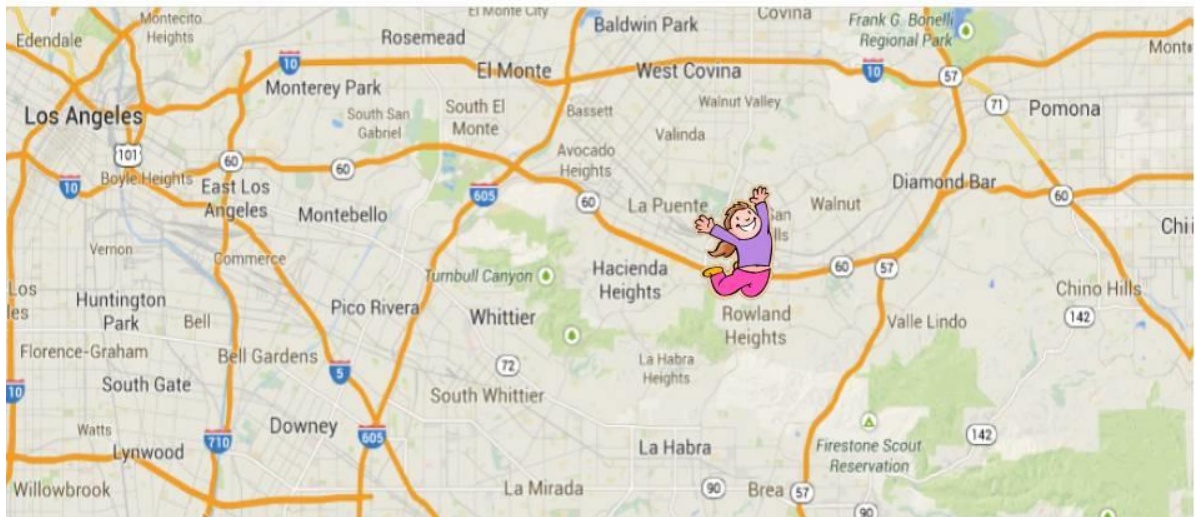 El Monte City
Montecito
Heights
Edendale
Rosemead
Baldwin Park
Covina
Frank G. Bonelli
Regional Park
10
El Monte
West Covina
10
57
Monterey Park
South San
Gabriel
South El
Monte
Bassett
Walnut Valley
71
Pomona
Los Angeles
Valinda
101
60
60
Avocado
Heights
Boyle Heights
10
East Los
Angeles
605
60
La Puente
Walnut
Diamond Bar
60
Montebello
Vernon
Commerce
Turnbull Canyon
Hacienda
Heights
60
57
Huntington
Park
Bell
Pico Rivera
Whittier
Rowland
Heights
Valle Lindo
Chino Hills
142
Florence-Graham
Bell Gardens
5
72
La Habra
Heights
10
South Gate
South Whittier
Watts
Lynwood
710
Downey
605
La Habra
Firestone Scout
Reservation
142
Willowbrook
La Mirada
90
Brea
57
90